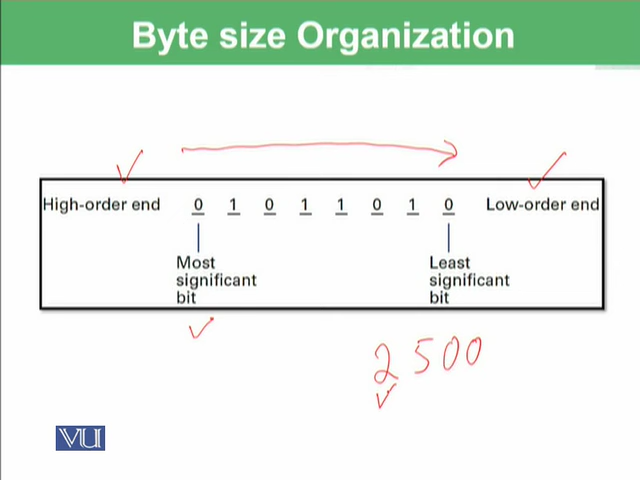 Byte size Organization
High-order end 0 1 0 1 1 0 1 0 Low-order end
Most significant bit
Least significant bit
2500
VU